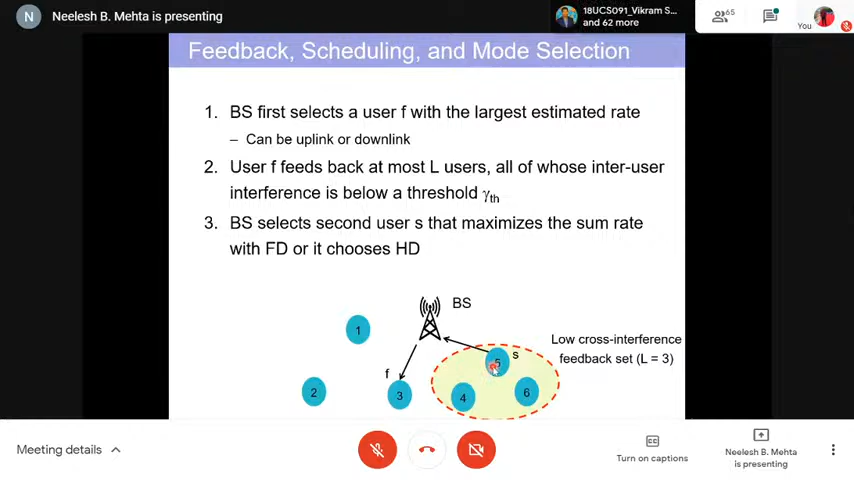 N Neelesh B. Mehta is presenting
18UCS091_Vikram S...
and 62 more
65
You
Feedback, Scheduling, and Mode Selection
1. BS first selects a user f with the largest estimated rate
– Can be uplink or downlink
2. User f feeds back at most L users, all of whose inter-user
interference is below a threshold γth
3. BS selects second user s that maximizes the sum rate
with FD or it chooses HD
BS
1
Low cross-interference
feedback set (L = 3)
s
5
f
2
3
4
6
Meeting details
Turn on captions
Neelesh B. Mehta
is presenting